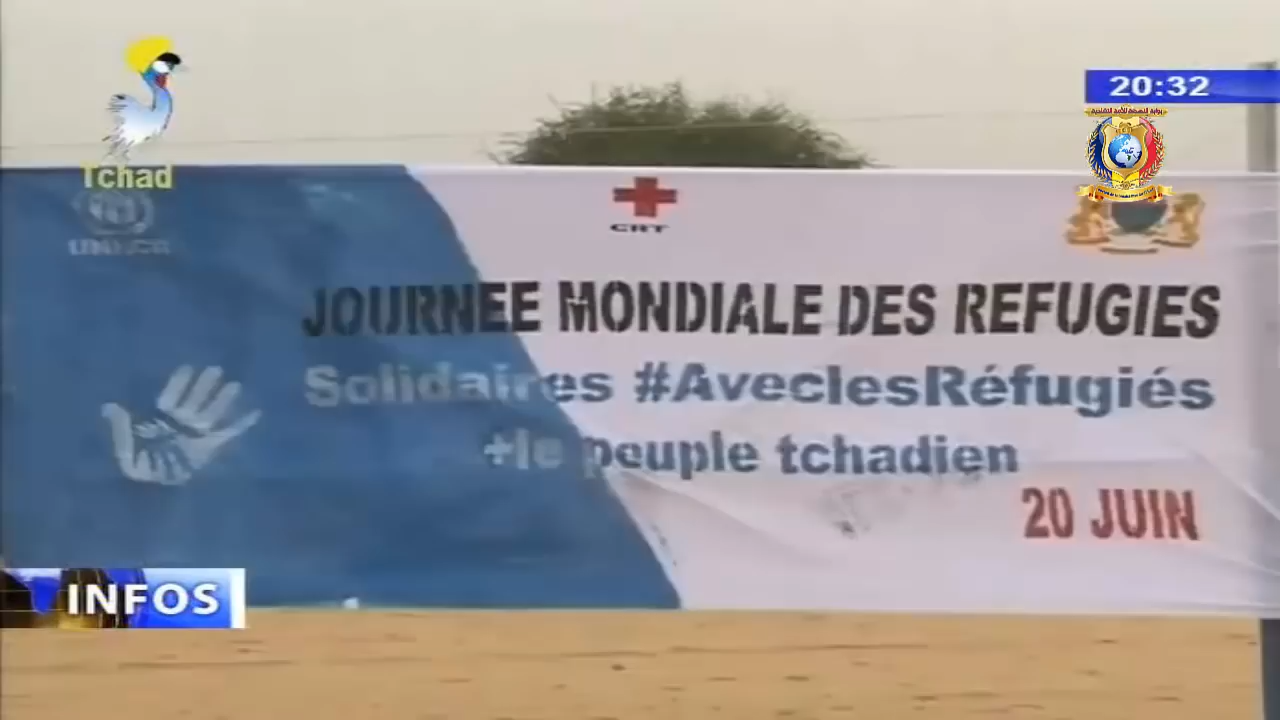 20:32
Tchad
UNHCR
CRT
JOURNEE MONDIALE DES REFUGIES
Solidaires #AveclesRéfugiés
+le peuple tchadien
20 JUIN
INFOS